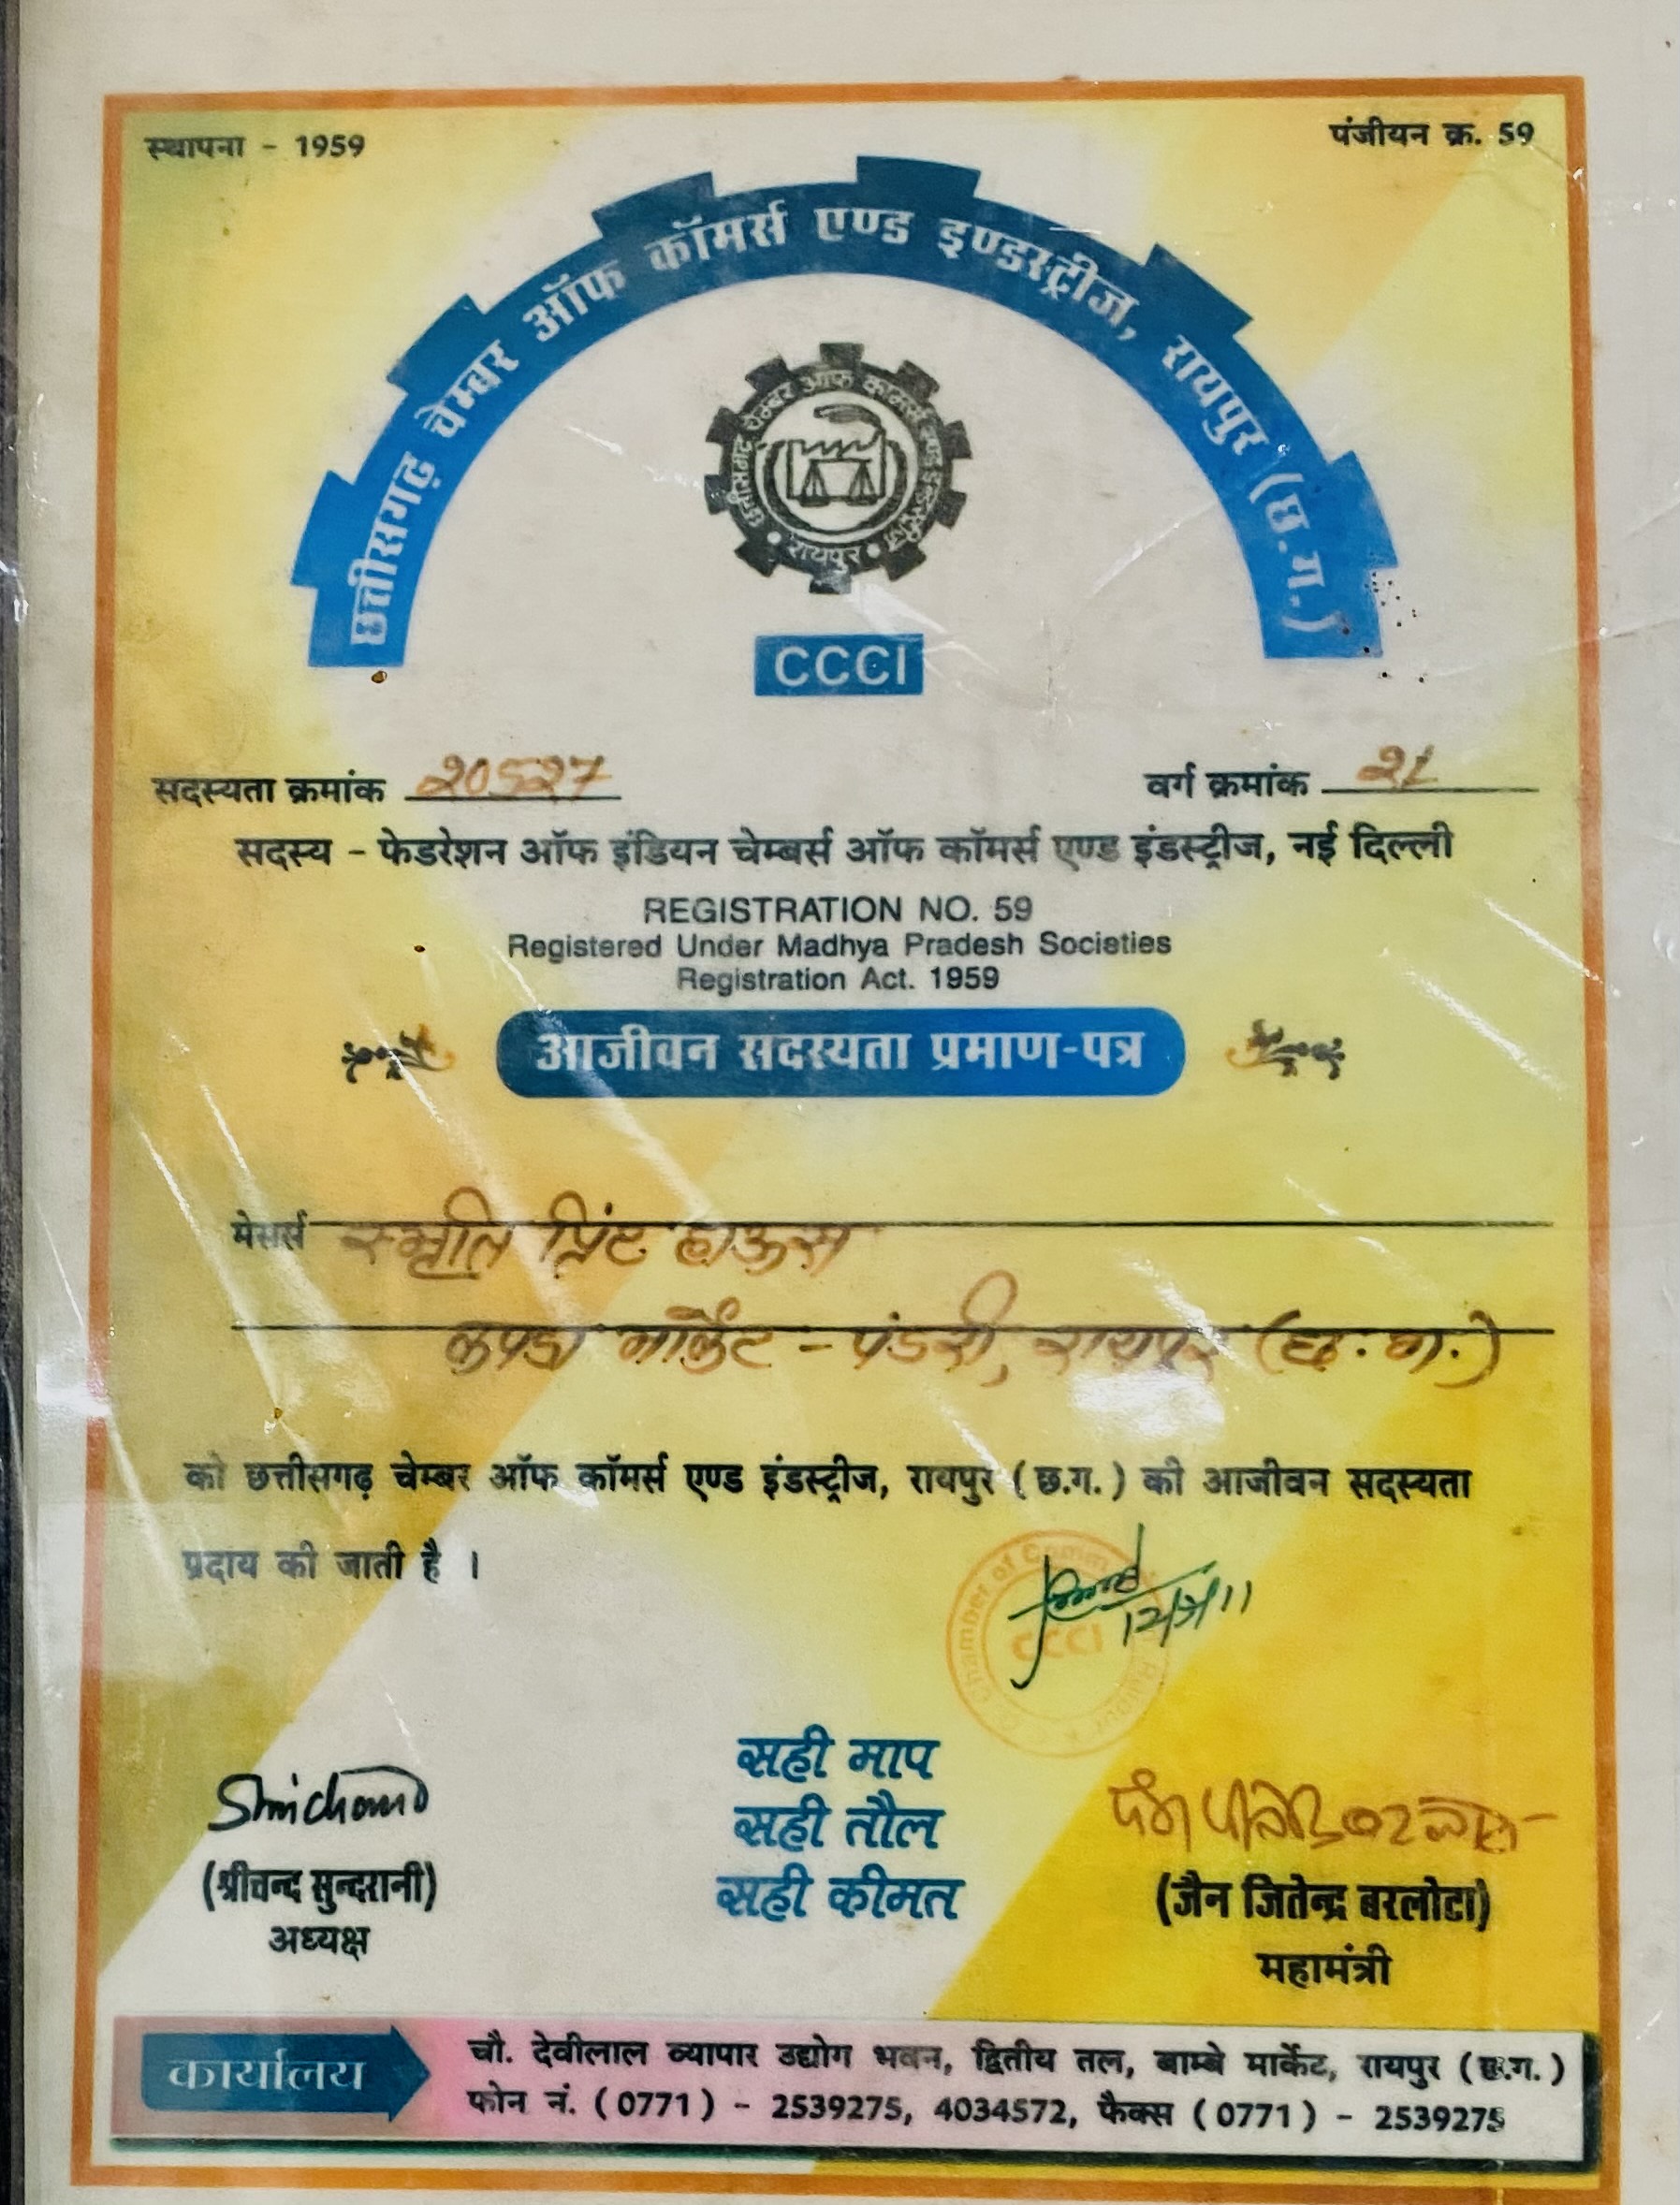 स्थापना - 1959
पंजीयन क्र. 59
छत्तीसगढ़ चेम्बर ऑफ कॉमर्स एण्ड इण्डस्ट्रीज, रायपुर (छ.ग.)
छत्तीसगढ़ चेम्बर ऑफ कामर्स एण्ड इन्डस्ट्रीज
• रायपुर •
CCCI
सदस्यता क्रमांक 20527
वर्ग क्रमांक 21
सदस्य - फेडरेशन ऑफ इंडियन चेम्बर्स ऑफ कॉमर्स एण्ड इंडस्ट्रीज, नई दिल्ली
REGISTRATION NO. 59
Registered Under Madhya Pradesh Societies
Registration Act. 1959
आजीवन सदस्यता प्रमाण-पत्र
मेसर्स प्रिंट हाऊस
कपड़ा मार्केट - पंडरी, रायपुर (छ.ग.)
को छत्तीसगढ़ चेम्बर ऑफ कॉमर्स एण्ड इंडस्ट्रीज, रायपुर (छ.ग.) की आजीवन सदस्यता
प्रदाय की जाती है ।
Chamber of Comm
CCCI
Raipur
सही माप
सही तौल
सही कीमत
Shrichand
(श्रीचन्द सुन्दरानी)
अध्यक्ष
(जैन जितेन्द्र बरलोटा)
महामंत्री
कार्यालय
चौ. देवीलाल व्यापार उद्योग भवन, द्वितीय तल, बाम्बे मार्केट, रायपुर (छ.ग.)
फोन नं. (0771) - 2539275, 4034572, फैक्स (0771) - 2539275